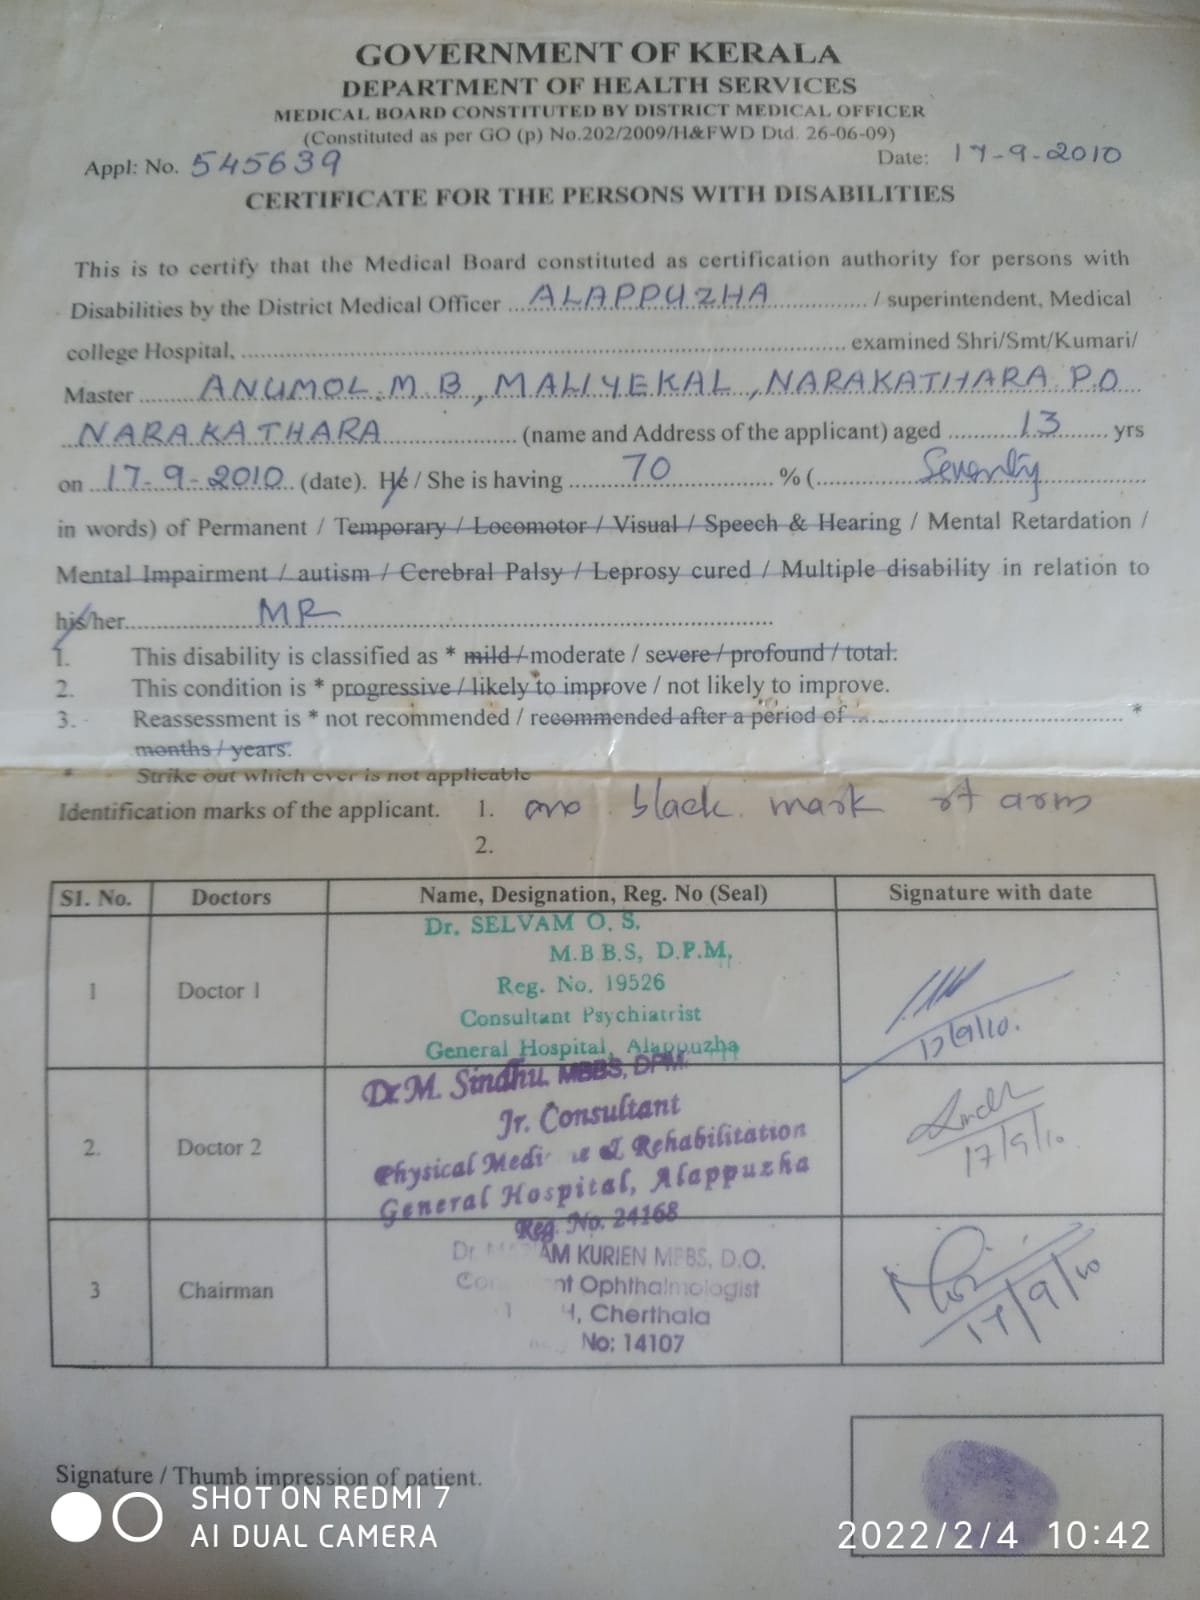 GOVERNMENT OF KERALA
DEPARTMENT OF HEALTH SERVICES
MEDICAL BOARD CONSTITUTED BY DISTRICT MEDICAL OFFICER
(Constituted as per GO (p) No.202/2009/H&FWD Dtd. 26-06-09)
Appl: No. 545639 Date: 17-9-2010
CERTIFICATE FOR THE PERSONS WITH DISABILITIES
This is to certify that the Medical Board constituted as certification authority for persons with
Disabilities by the District Medical Officer ...ALAPPUZHA............... / superintendent, Medical
college Hospital, ................................................................ examined Shri/Smt/Kumari/
Master ......... ANUMOL.M.B, MALIYEKAL, NARAKATHARA P.O
..NARAKATHARA.................. (name and Address of the applicant) aged ..........13........ yrs
on ..17-9-2010.. (date). He / She is having .........70................ % (..............Seventy..............
in words) of Permanent / Temporary / Locomotor / Visual / Speech & Hearing / Mental Retardation /
Mental Impairment / autism / Cerebral Palsy / Leprosy cured / Multiple disability in relation to
his/her....................MR................................................................
1. This disability is classified as * mild / moderate / severe / profound / total.
2. This condition is * progressive / likely to improve / not likely to improve.
3. Reassessment is * not recommended / recommended after a period of ........................................ *
months / years.
* Strike out which ever is not applicable
Identification marks of the applicant. 1. black mark rt arm
2.
S1. No. Doctors Name, Designation, Reg. No (Seal) Signature with date
1 Doctor 1 Dr. SELVAM O. S.
M.B B.S, D.P.M,
Reg. No. 19526
Consultant Psychiatrist
General Hospital, Alappuzha
17/9/10.
2. Doctor 2 Dr. M. Sindhu. MBBS, DPM.
Jr. Consultant
Physical & Rehabilitation
General Hospital, Alappuzha
Reg. No. 24168
17/9/10.
3 Chairman Dr. KURIEN MBBS, D.O.
Ophthalmologist
Cherthala
No: 14107
17/9/10
Signature / Thumb impression of patient.
SHOT ON REDMI 7
AI DUAL CAMERA
2022/2/4 10:42